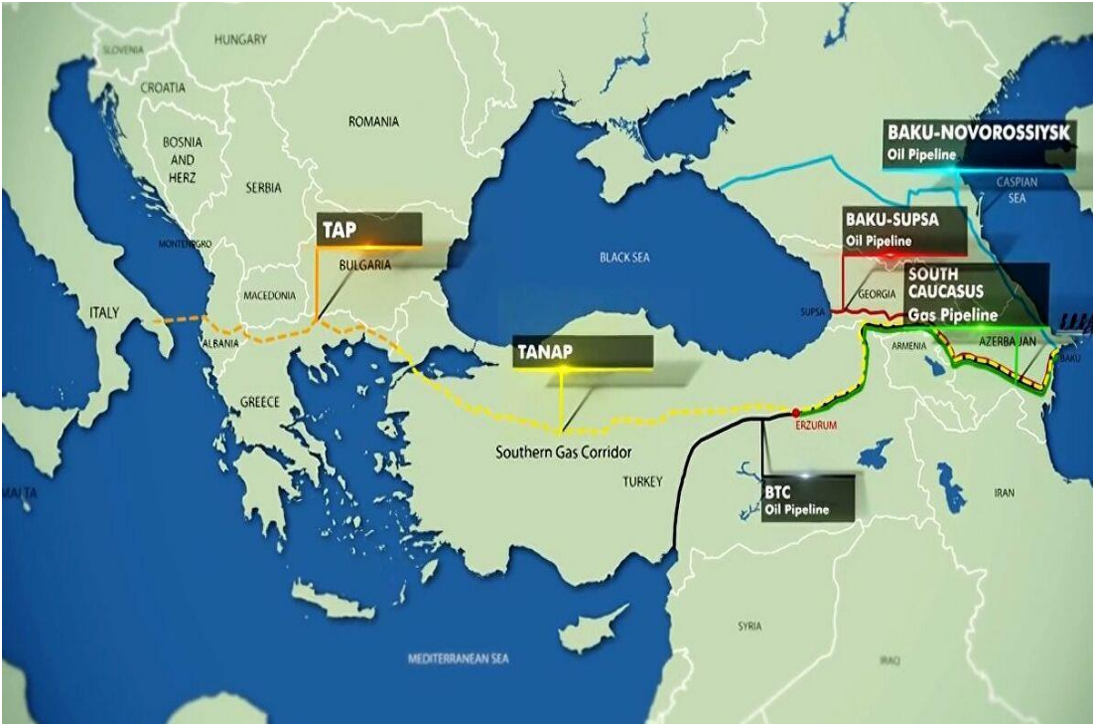 SLOVENIA
HUNGARY
CROATIA
ROMANIA
BOSNIA
AND
HERZ
SERBIA
MONTENEGRO
TAP
BULGARIA
MACEDONIA
ITALY
ALBANIA
GREECE
MALTA
BLACK SEA
TANAP
Southern Gas Corridor
TURKEY
BAKU-NOVOROSSIYSK
Oil Pipeline
CASPIAN
SEA
BAKU-SUPSA
Oil Pipeline
SOUTH
CAUCASUS
Gas Pipeline
GEORGIA
SUPSA
ARMENIA
AZERBAIJAN
BAKU
ERZURUM
BTC
Oil Pipeline
IRAN
SYRIA
IRAQ
MEDITERRANEAN SEA